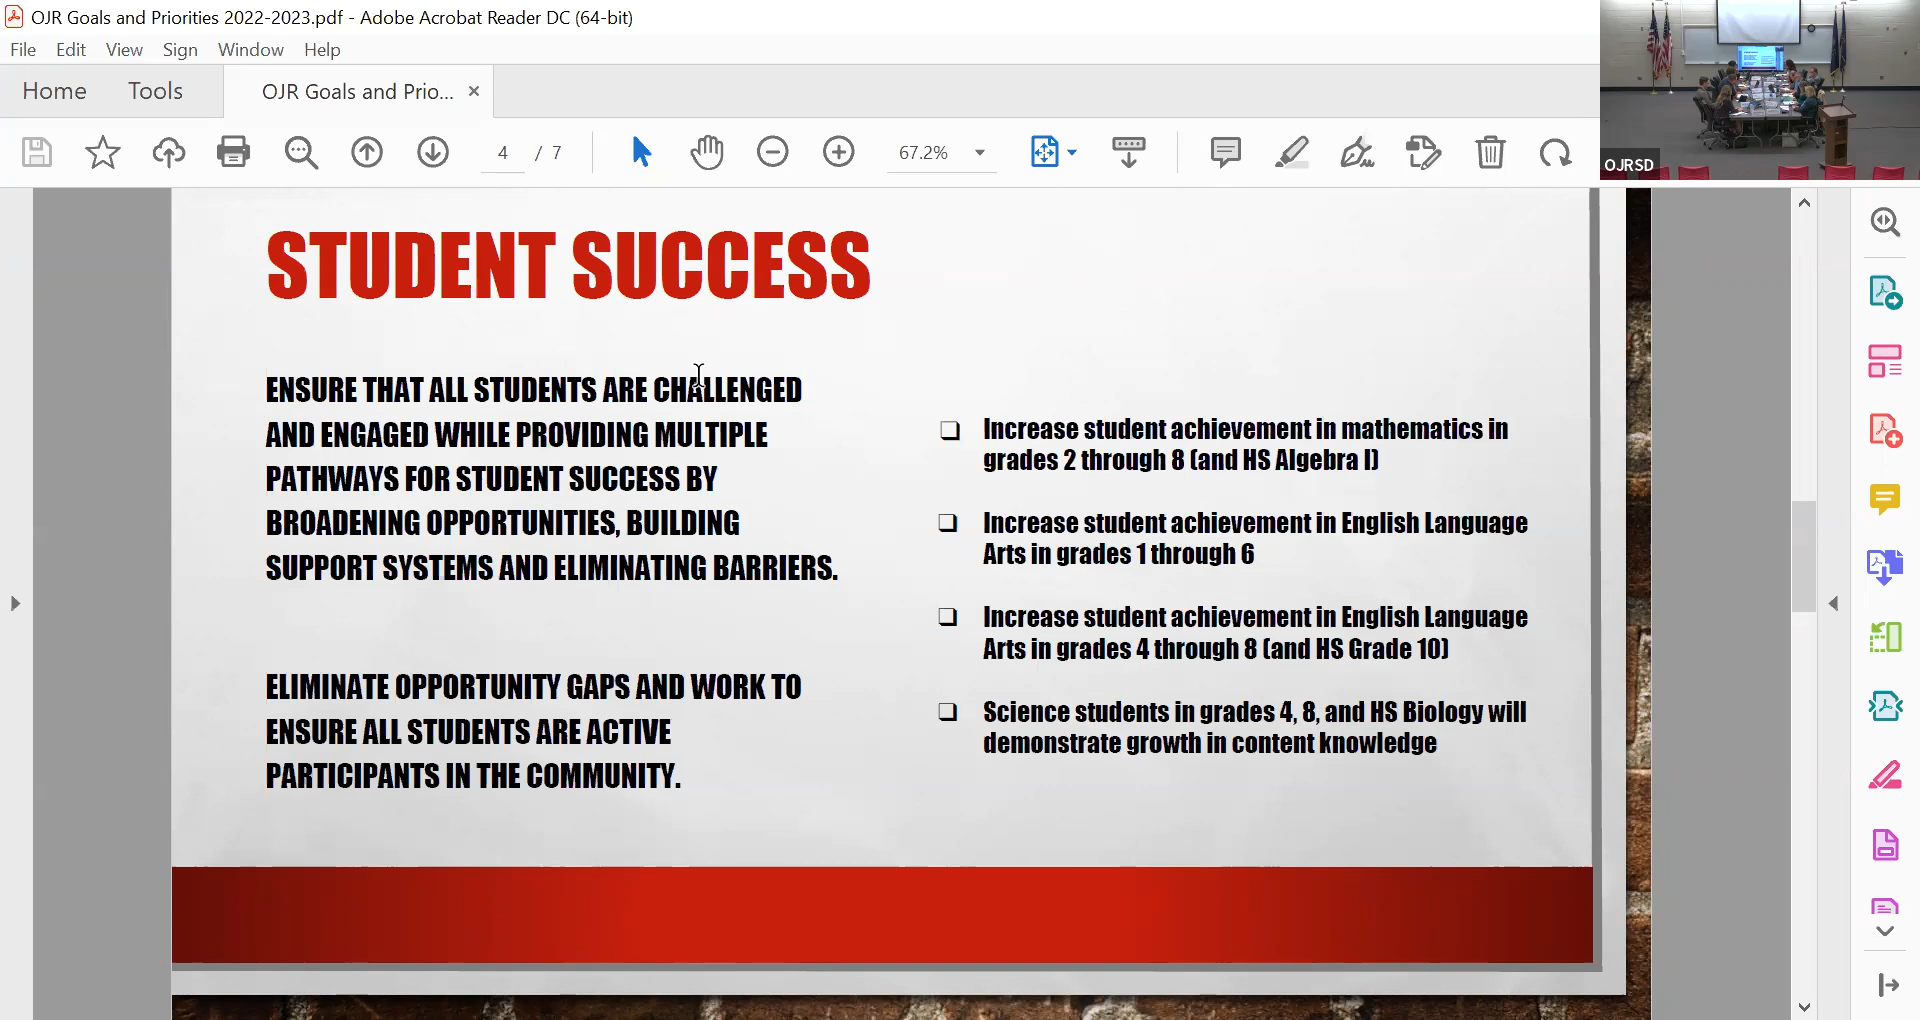 OJR Goals and Priorities 2022-2023.pdf - Adobe Acrobat Reader DC (64-bit)
File Edit View Sign Window Help
Home Tools OJR Goals and Prio... ×
4 / 7 67.2%
OJRSD
STUDENT SUCCESS
ENSURE THAT ALL STUDENTS ARE CHALLENGED
AND ENGAGED WHILE PROVIDING MULTIPLE
PATHWAYS FOR STUDENT SUCCESS BY
BROADENING OPPORTUNITIES, BUILDING
SUPPORT SYSTEMS AND ELIMINATING BARRIERS.
ELIMINATE OPPORTUNITY GAPS AND WORK TO
ENSURE ALL STUDENTS ARE ACTIVE
PARTICIPANTS IN THE COMMUNITY.
❑ Increase student achievement in mathematics in
grades 2 through 8 (and HS Algebra I)
❑ Increase student achievement in English Language
Arts in grades 1 through 6
❑ Increase student achievement in English Language
Arts in grades 4 through 8 (and HS Grade 10)
❑ Science students in grades 4, 8, and HS Biology will
demonstrate growth in content knowledge